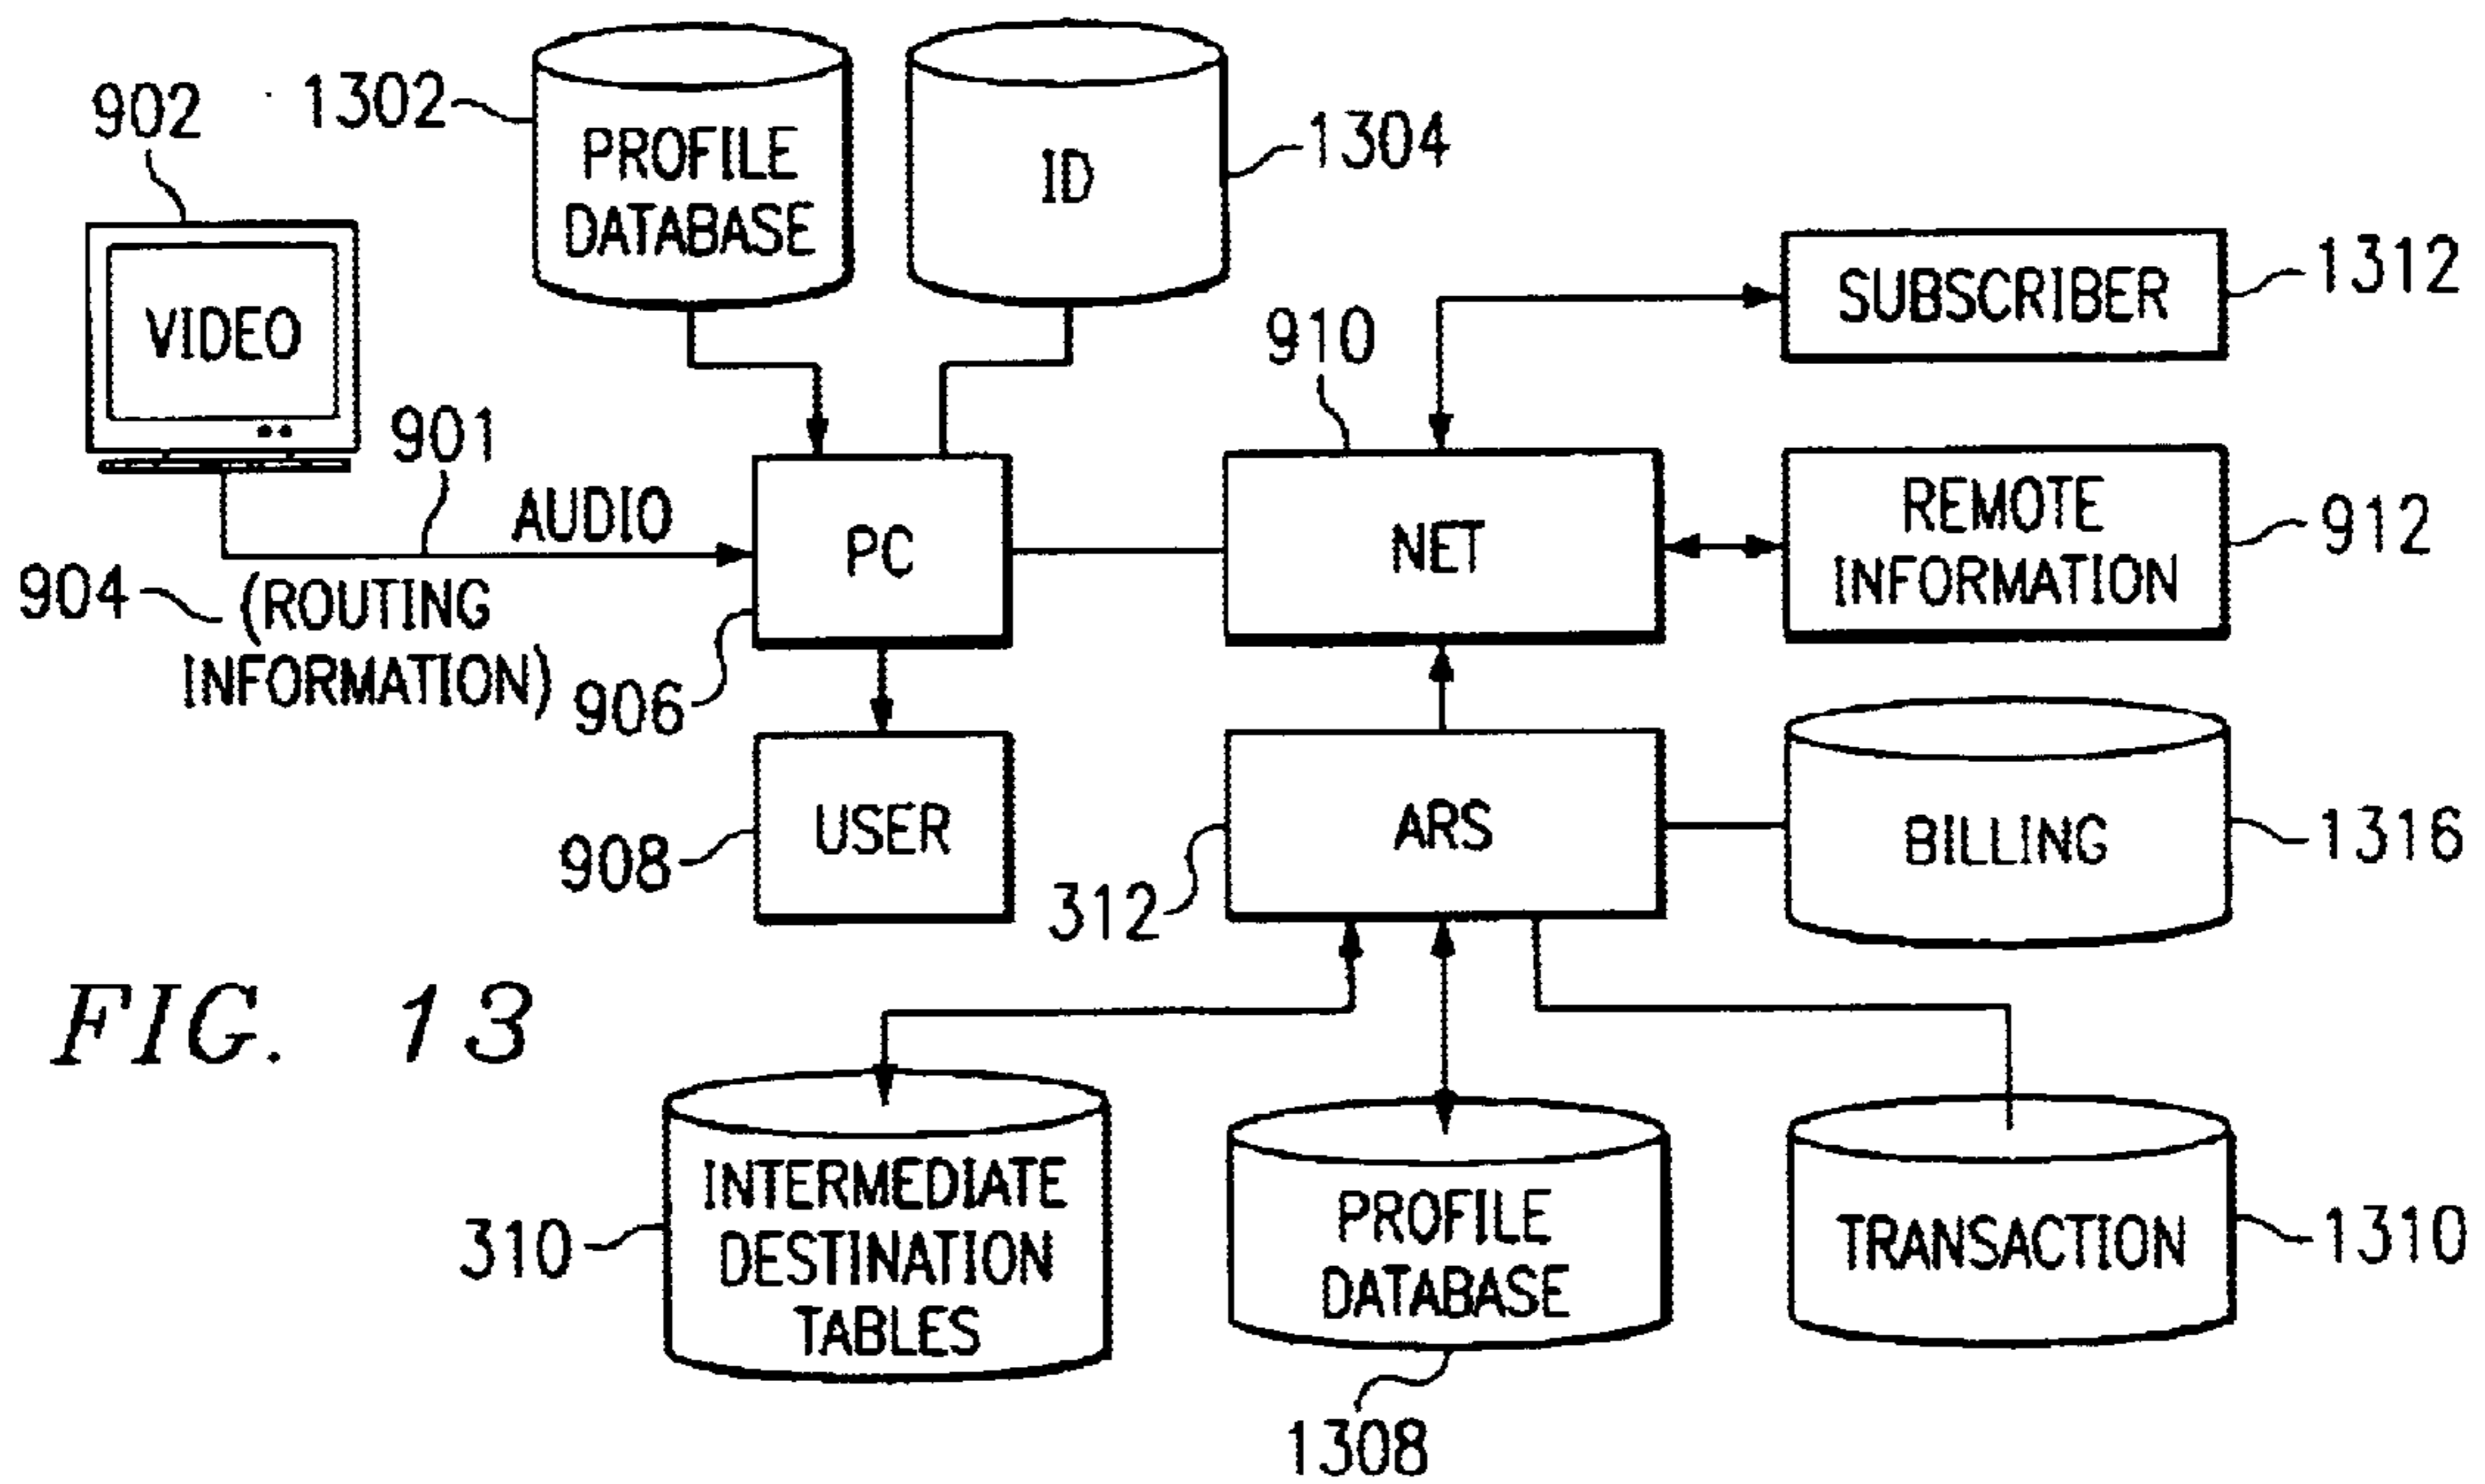 902
1302
PROFILE
DATABASE
ID
1304
VIDEO
SUBSCRIBER
1312
910
901
AUDIO
904
(ROUTING
INFORMATION)
906
PC
NET
REMOTE
INFORMATION
912
USER
908
ARS
312
BILLING
1316
FIG. 13
INTERMEDIATE
DESTINATION
TABLES
310
PROFILE
DATABASE
1308
TRANSACTION
1310